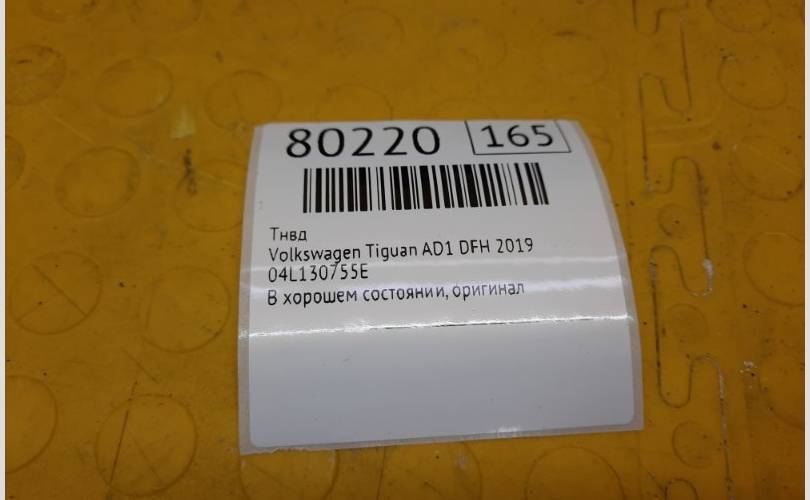 80220 165
Тнвд
Volkswagen Tiguan AD1 DFH 2019
04L130755E
В хорошем состоянии, оригинал